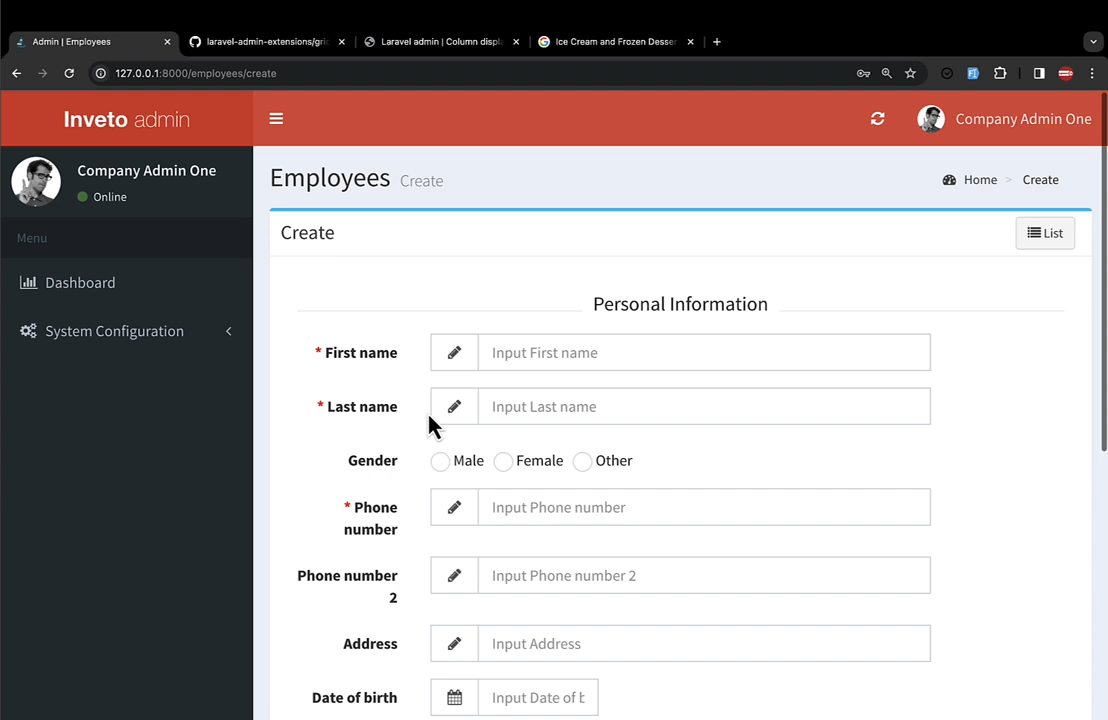 Admin | Employees
laravel-admin-extensions/gri
Laravel admin | Column displ
Ice Cream and Frozen Desser
127.0.0.1:8000/employees/create
Inveto admin
Company Admin One
Company Admin One
Online
Menu
Dashboard
System Configuration
Employees Create
Home > Create
Create
List
Personal Information
* First name
Input First name
* Last name
Input Last name
Gender
Male Female Other
* Phone
number
Input Phone number
Phone number
2
Input Phone number 2
Address
Input Address
Date of birth
Input Date of b